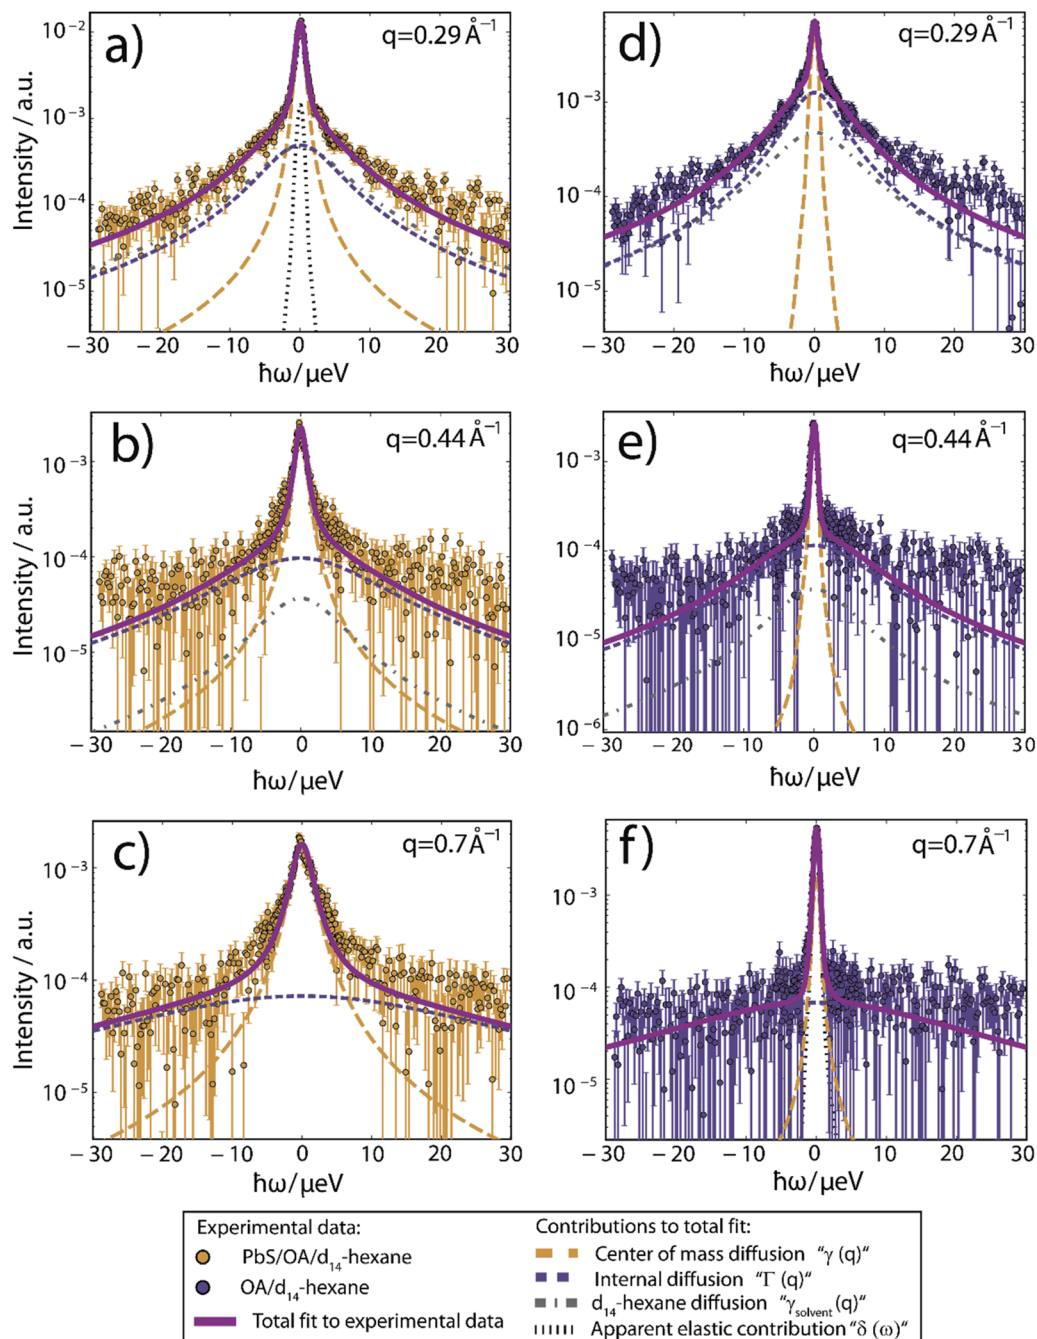 a)
q=0.29 Å⁻¹
Intensity / a.u.
10⁻²
10⁻³
10⁻⁴
10⁻⁵
−30 −20 −10 0 10 20 30
ħω/µeV
d)
q=0.29 Å⁻¹
10⁻³
10⁻⁴
10⁻⁵
−30 −20 −10 0 10 20 30
ħω/µeV
b)
q=0.44 Å⁻¹
Intensity / a.u.
10⁻³
10⁻⁴
10⁻⁵
−30 −20 −10 0 10 20 30
ħω/µeV
e)
q=0.44 Å⁻¹
10⁻³
10⁻⁴
10⁻⁵
10⁻⁶
−30 −20 −10 0 10 20 30
ħω/µeV
c)
q=0.7 Å⁻¹
Intensity / a.u.
10⁻³
10⁻⁴
10⁻⁵
−30 −20 −10 0 10 20 30
ħω/µeV
f)
q=0.7 Å⁻¹
10⁻³
10⁻⁴
10⁻⁵
−30 −20 −10 0 10 20 30
ħω/µeV
Experimental data:
PbS/OA/d₁₄-hexane
OA/d₁₄-hexane
Total fit to experimental data
Contributions to total fit:
Center of mass diffusion "γ (q)"
Internal diffusion "Γ (q)"
d₁₄-hexane diffusion "γsolvent(q)"
Apparent elastic contribution "δ (ω)"